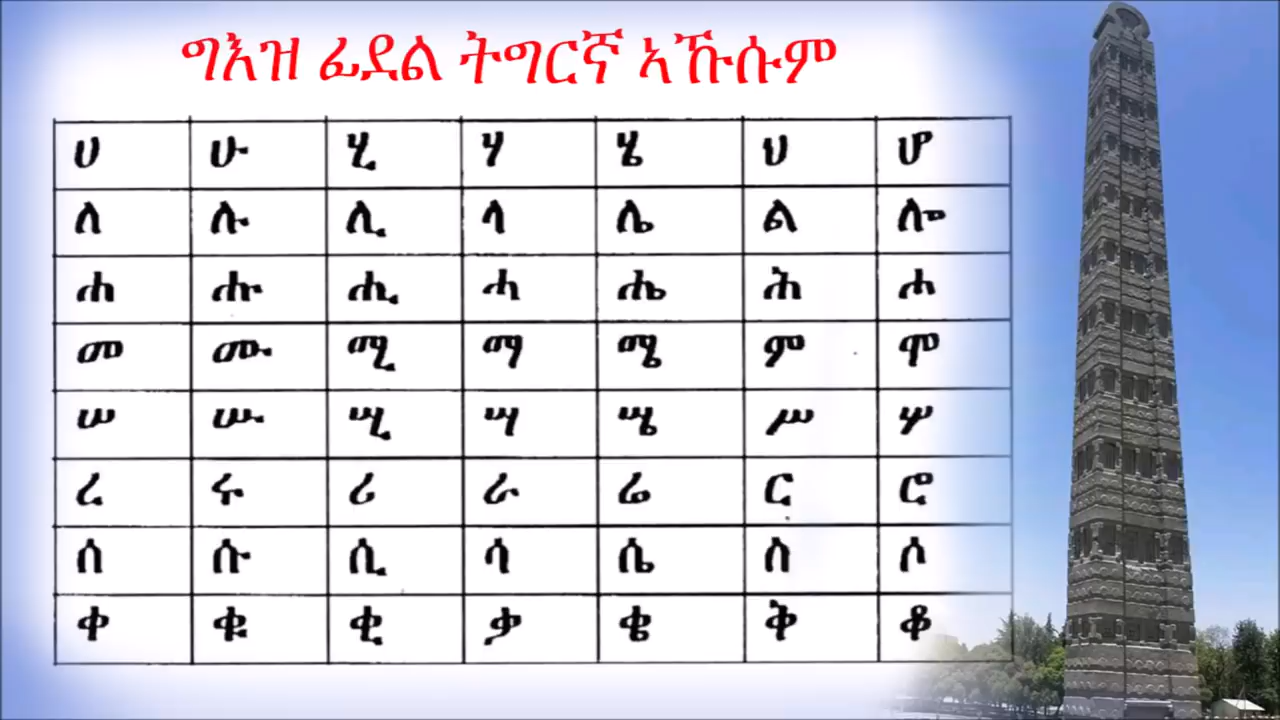 ግእዝ ፊደል ትግርኛ ኣኹሱም
ሀ ሁ ሂ ሃ ሄ ህ ሆ
ለ ሉ ሊ ላ ሌ ል ሎ
ሐ ሑ ሒ ሓ ሔ ሕ ሖ
መ ሙ ሚ ማ ሜ ም ሞ
ሠ ሡ ሢ ሣ ሤ ሥ ሦ
ረ ሩ ሪ ራ ሬ ር ሮ
ሰ ሱ ሲ ሳ ሴ ስ ሶ
ቀ ቁ ቂ ቃ ቄ ቅ ቆ